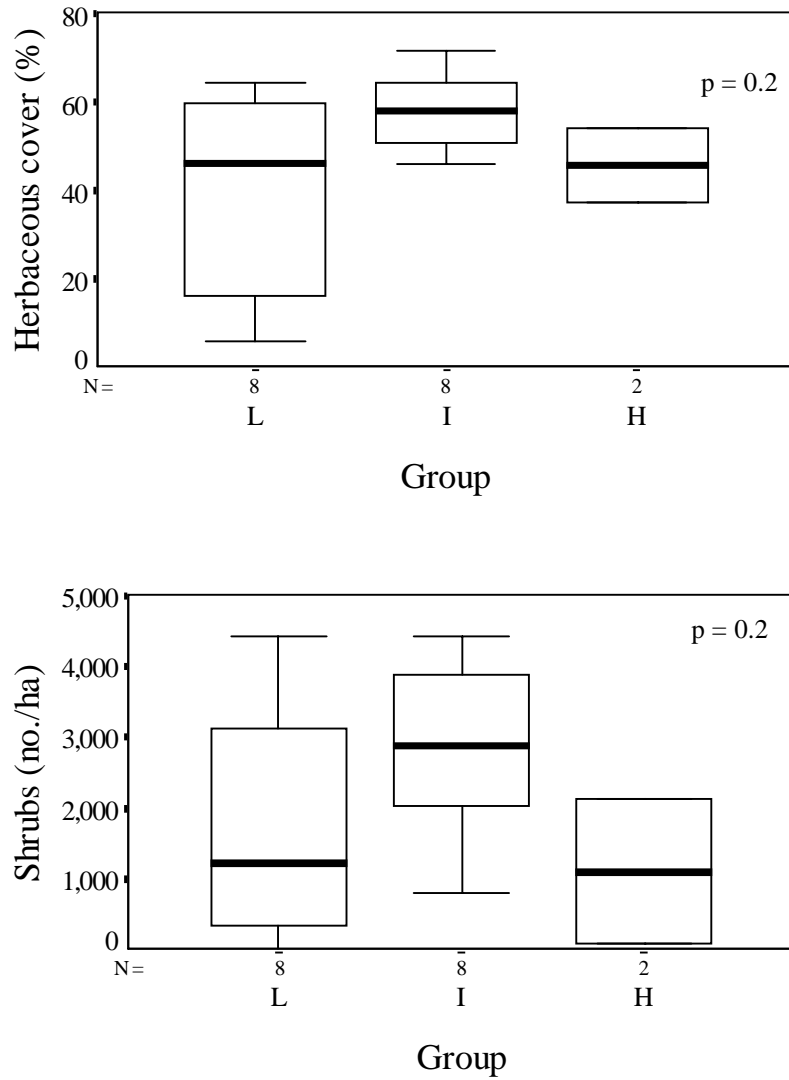 80
60
40
20
0
Herbaceous cover (%)
p = 0.2
N = 8 8 2
L I H
Group
5,000
4,000
3,000
2,000
1,000
0
Shrubs (no./ha)
p = 0.2
N = 8 8 2
L I H
Group